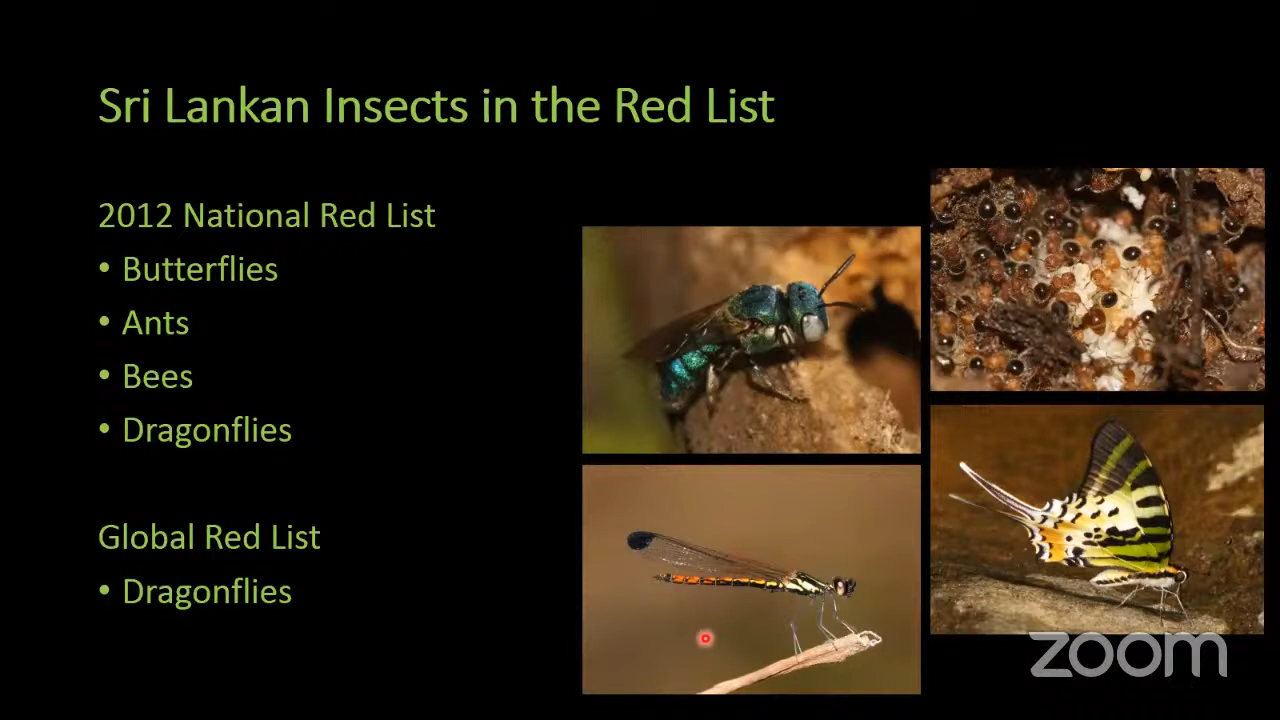 Sri Lankan Insects in the Red List
2012 National Red List
• Butterflies
• Ants
• Bees
• Dragonflies
Global Red List
• Dragonflies
zoom